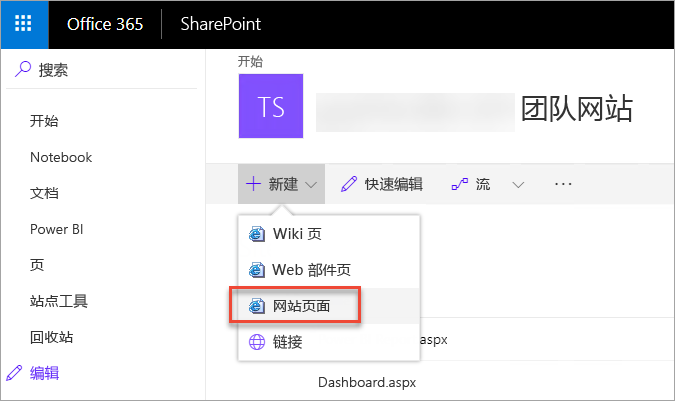 Office 365 SharePoint
搜索
开始
Notebook
文档
Power BI
页
站点工具
回收站
编辑
开始
TS 团队网站
新建 快速编辑 流 ...
Wiki 页
Web 部件页
网站页面
链接
aspx
Dashboard.aspx